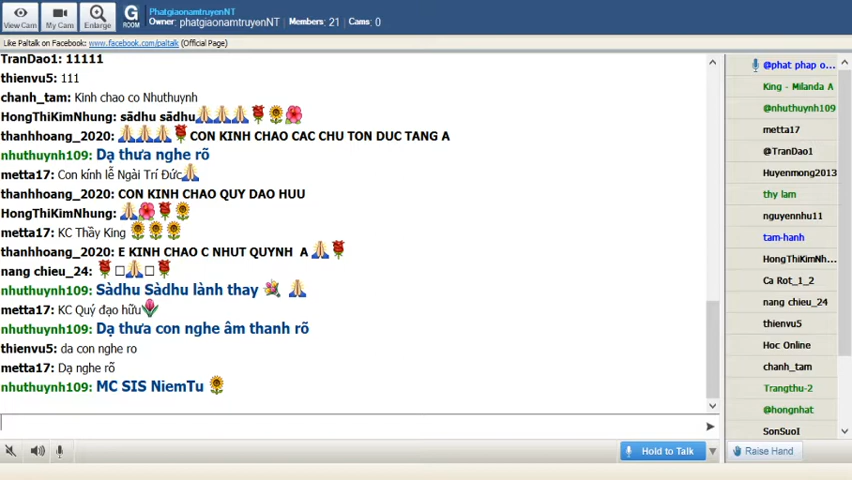 View Cam
My Cam
Enlarge
G ROOM
PhatgiaonamtruyenNT
Owner: phatgiaonamtruyenNT Members: 21 Cams: 0
Like Paltalk on Facebook: www.facebook.com/paltalk (Official Page)
TranDao1: 11111
thienvu5: 111
chanh_tam: Kinh chao co Nhuthuynh
HongThiKimNhung: sādhu sādhu🙏🙏🙏🌹🌻🌺
thanhhoang_2020: 🙏🙏🙏🌹CON KINH CHAO CAC CHU TON DUC TANG A
nhuthuynh109: Dạ thưa nghe rõ
metta17: Con kính lễ Ngài Trí Đức🙏
thanhhoang_2020: CON KINH CHAO QUY DAO HUU
HongThiKimNhung: 🙏🌺🌹🌻
metta17: KC Thầy King 🌻🌻🌻
thanhhoang_2020: E KINH CHAO C NHUT QUYNH A 🙏🌹
nang chieu_24: 🌹□🙏□🌹
nhuthuynh109: Sàdhu Sàdhu lành thay 💐 🙏
metta17: KC Quý đạo hữu🌷
nhuthuynh109: Dạ thưa con nghe âm thanh rõ
thienvu5: da con nghe ro
metta17: Dạ nghe rõ
nhuthuynh109: MC SIS NiemTu 🌻
Hold to Talk
@phat phap o...
King - Milanda A
@nhuthuynh109
metta17
@TranDao1
Huyenmong2013
thy lam
nguyennhu11
tam-hanh
HongThiKimNh...
Ca Rot_1_2
nang chieu_24
thienvu5
Hoc Online
chanh_tam
Trangthu-2
@hongnhat
SonSuoI
Raise Hand